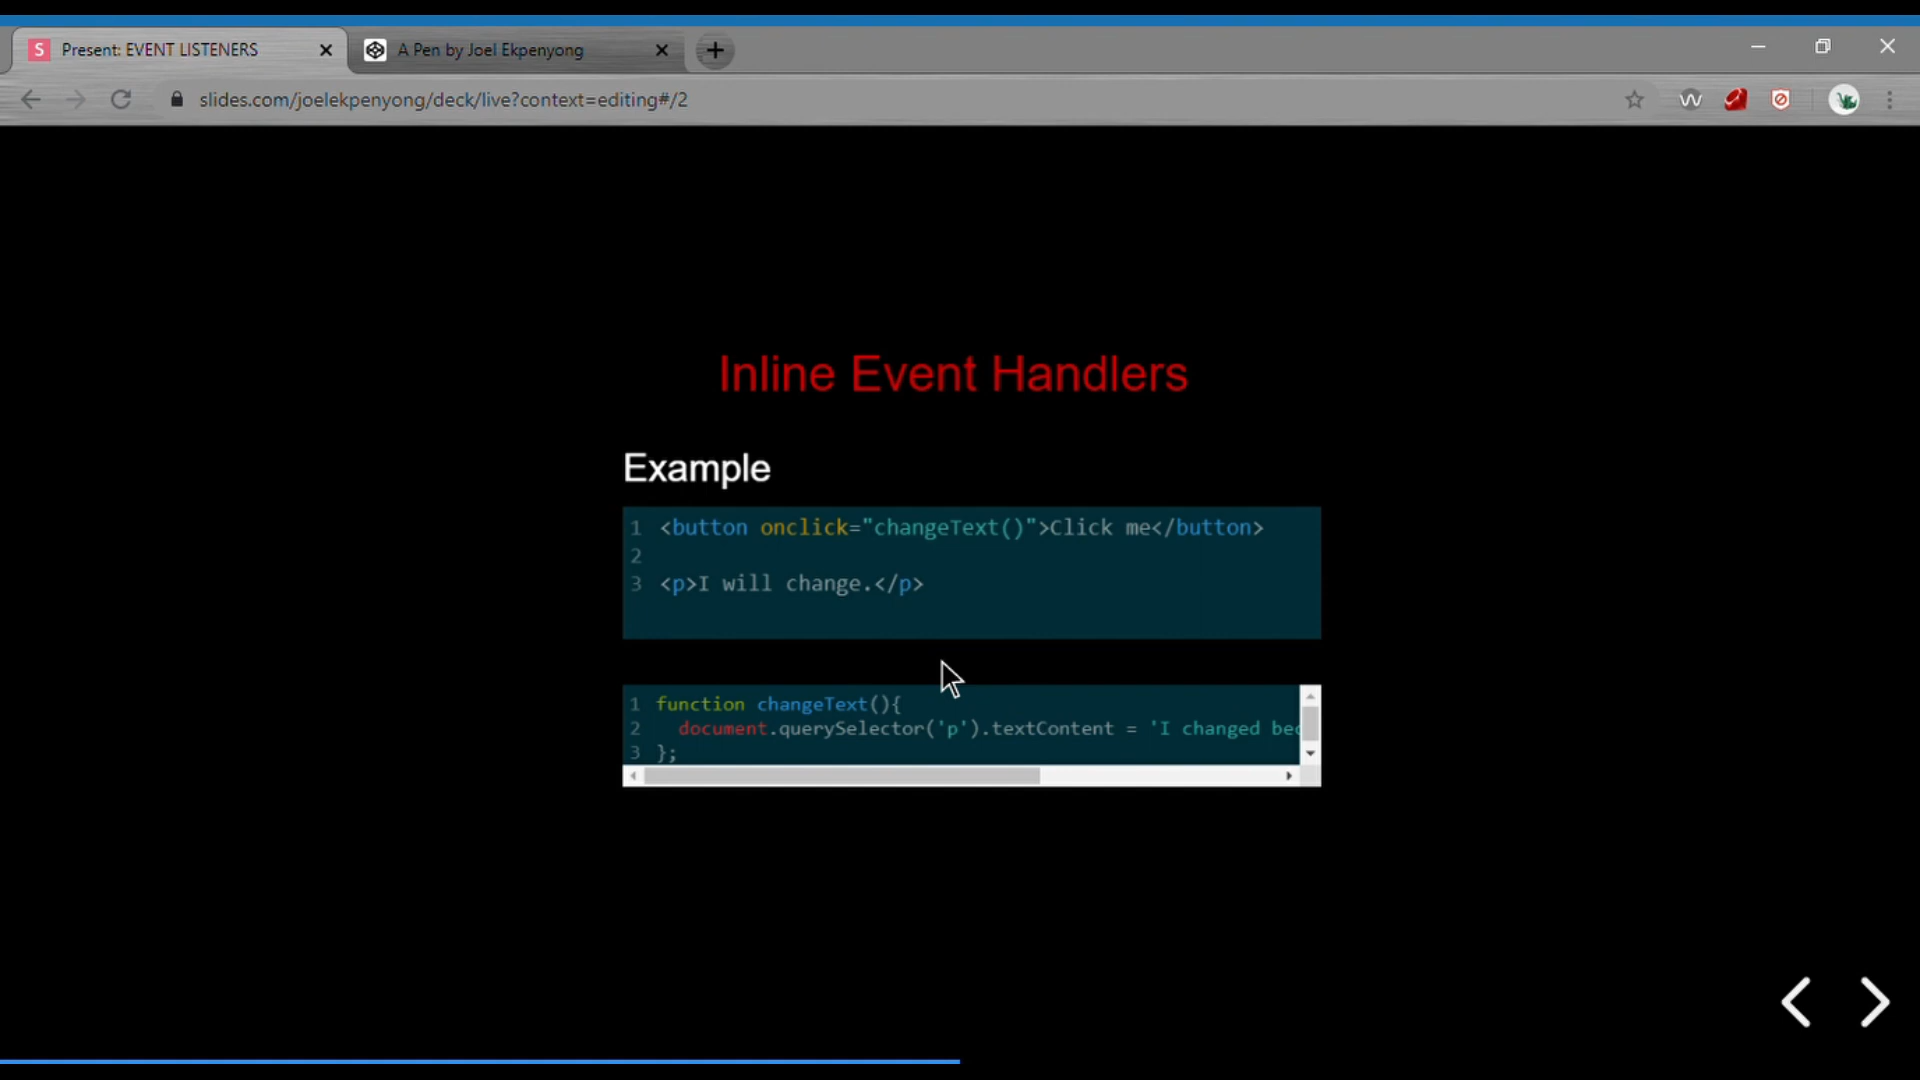 S Present: EVENT LISTENERS
A Pen by Joel Ekpenyong
slides.com/joelekpenyong/deck/live?context=editing#/2
Inline Event Handlers
Example
1 <button onclick="changeText()">Click me</button>
2
3 <p>I will change.</p>
1 function changeText(){
2 document.querySelector('p').textContent = 'I changed bec
3 };